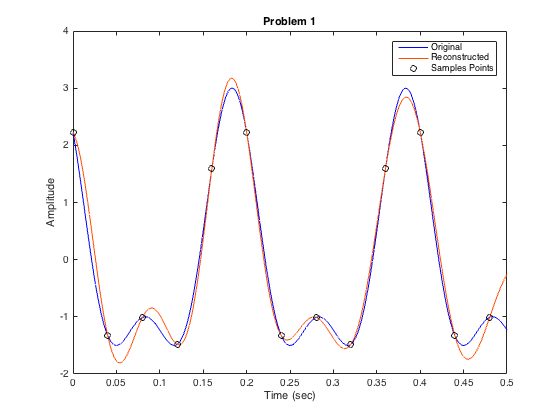 Problem 1
Original
Reconstructed
Samples Points
4
3
2
1
0
-1
-2
Amplitude
0 0.05 0.1 0.15 0.2 0.25 0.3 0.35 0.4 0.45 0.5
Time (sec)